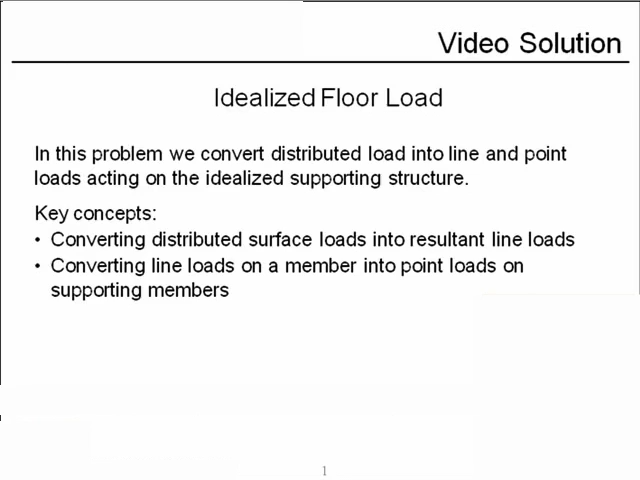 Video Solution
Idealized Floor Load
In this problem we convert distributed load into line and point
loads acting on the idealized supporting structure.
Key concepts:
• Converting distributed surface loads into resultant line loads
• Converting line loads on a member into point loads on
supporting members
1